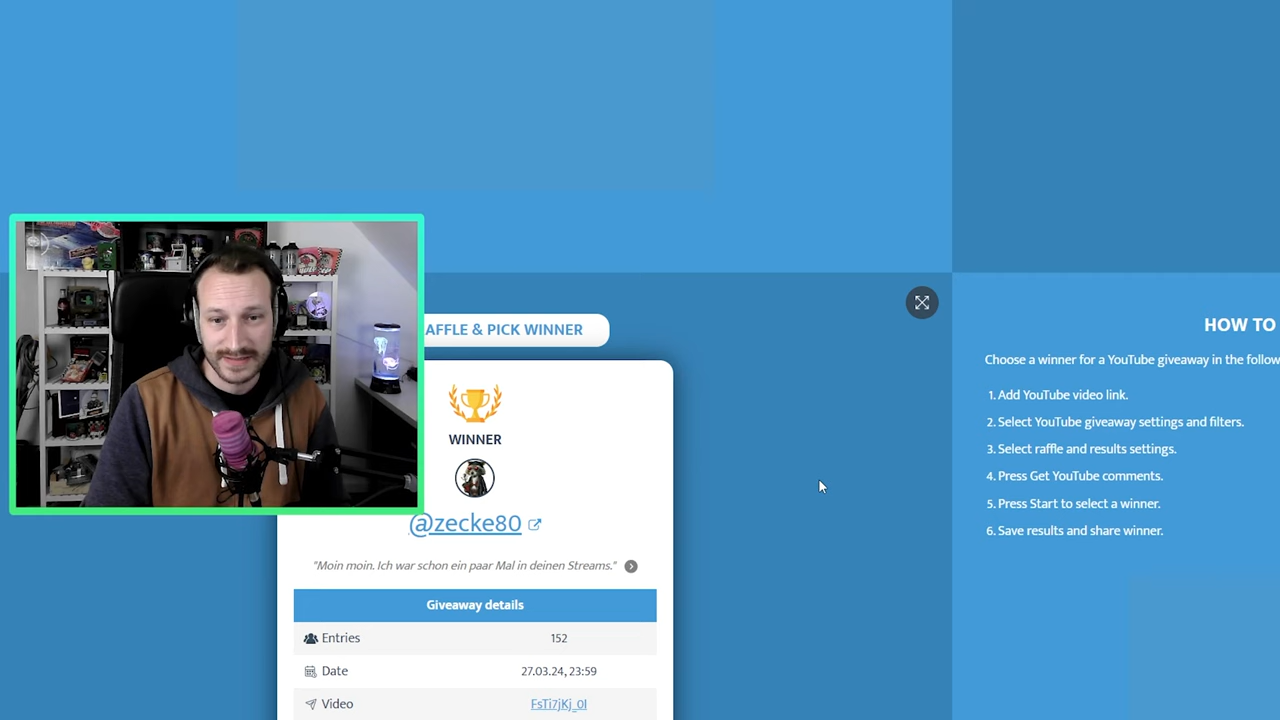 AFFLE & PICK WINNER
WINNER
@zecke80
"Moin moin. Ich war schon ein paar Mal in deinen Streams."
Giveaway details
Entries 152
Date 27.03.24, 23:59
Video FsTi7jKj_0I
HOW TO
Choose a winner for a YouTube giveaway in the follow
1. Add YouTube video link.
2. Select YouTube giveaway settings and filters.
3. Select raffle and results settings.
4. Press Get YouTube comments.
5. Press Start to select a winner.
6. Save results and share winner.